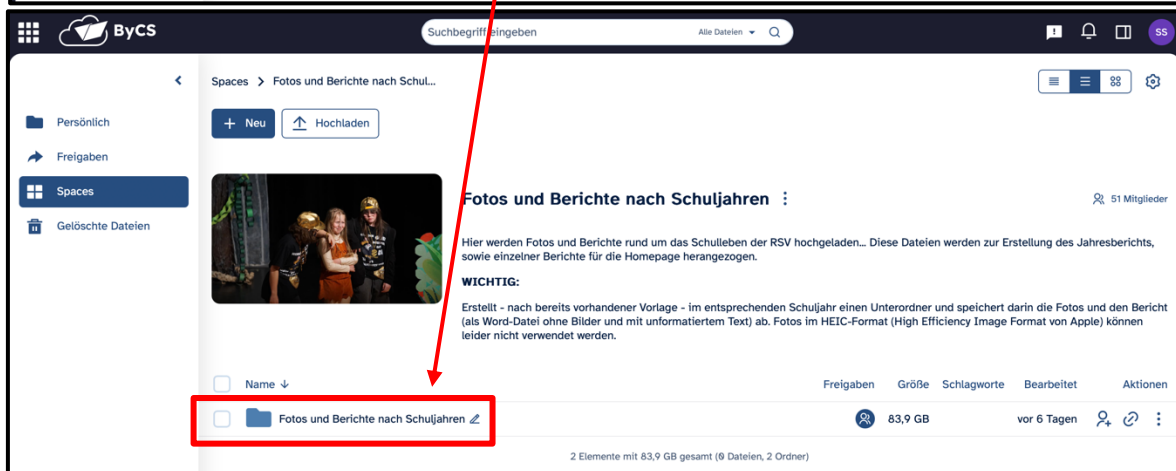 ByCS
Suchbegriff eingeben
Alle Dateien
SS
Spaces > Fotos und Berichte nach Schul...
Persönlich
+ Neu
Hochladen
Freigaben
Spaces
Gelöschte Dateien
Fotos und Berichte nach Schuljahren
51 Mitglieder
Hier werden Fotos und Berichte rund um das Schulleben der RSV hochgeladen... Diese Dateien werden zur Erstellung des Jahresberichts,
sowie einzelner Berichte für die Homepage herangezogen.
WICHTIG:
Erstellt - nach bereits vorhandener Vorlage - im entsprechenden Schuljahr einen Unterordner und speichert darin die Fotos und den Bericht
(als Word-Datei ohne Bilder und mit unformatiertem Text) ab. Fotos im HEIC-Format (High Efficiency Image Format von Apple) können
leider nicht verwendet werden.
Name Freigaben Größe Schlagworte Bearbeitet Aktionen
Fotos und Berichte nach Schuljahren 83,9 GB vor 6 Tagen
2 Elemente mit 83,9 GB gesamt (0 Dateien, 2 Ordner)